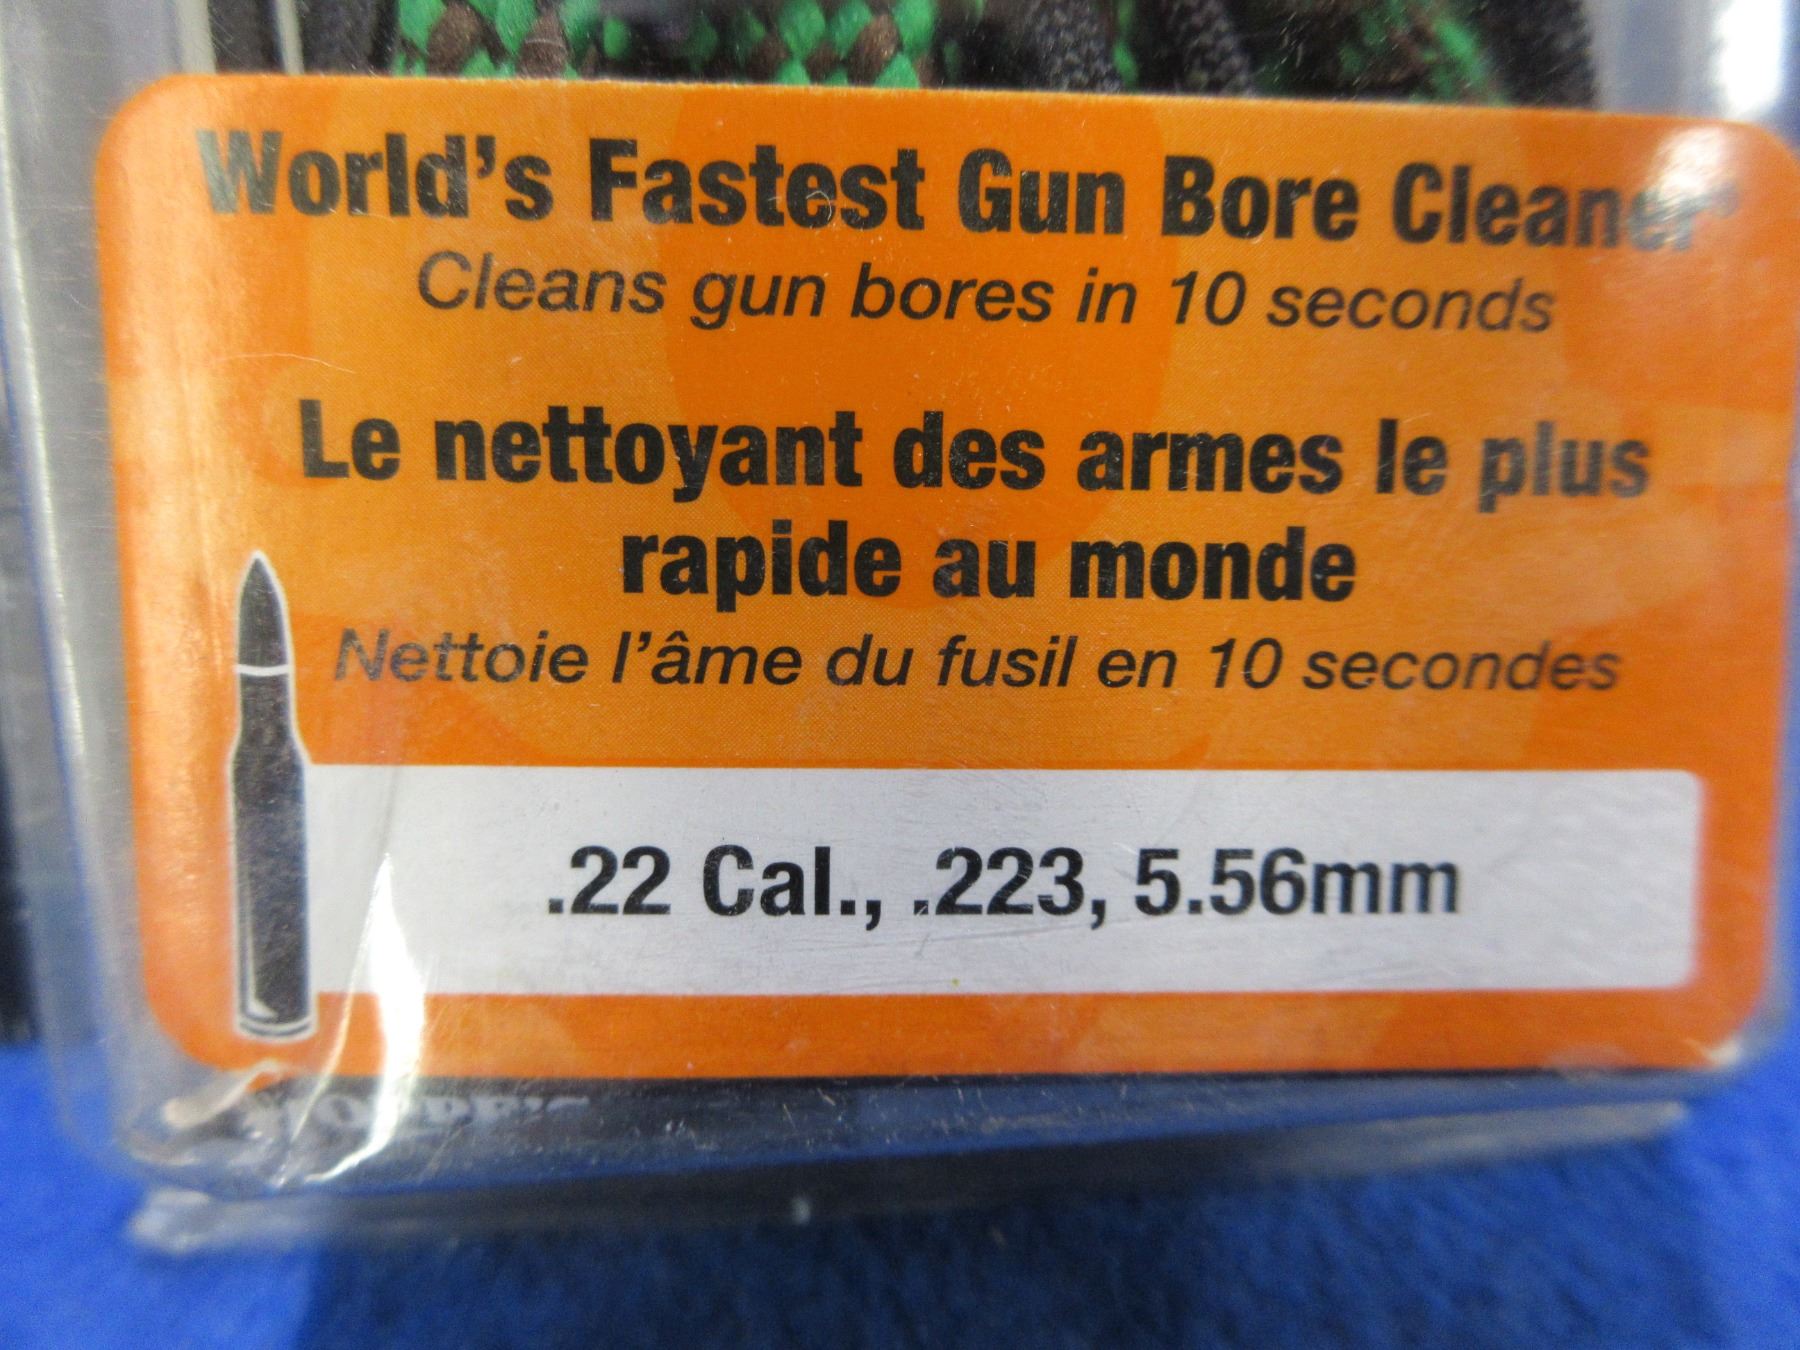 World's Fastest Gun Bore Cleaner®
Cleans gun bores in 10 seconds
Le nettoyant des armes le plus
rapide au monde
Nettoie l'âme du fusil en 10 secondes
.22 Cal., .223, 5.56mm
HOPPE'S